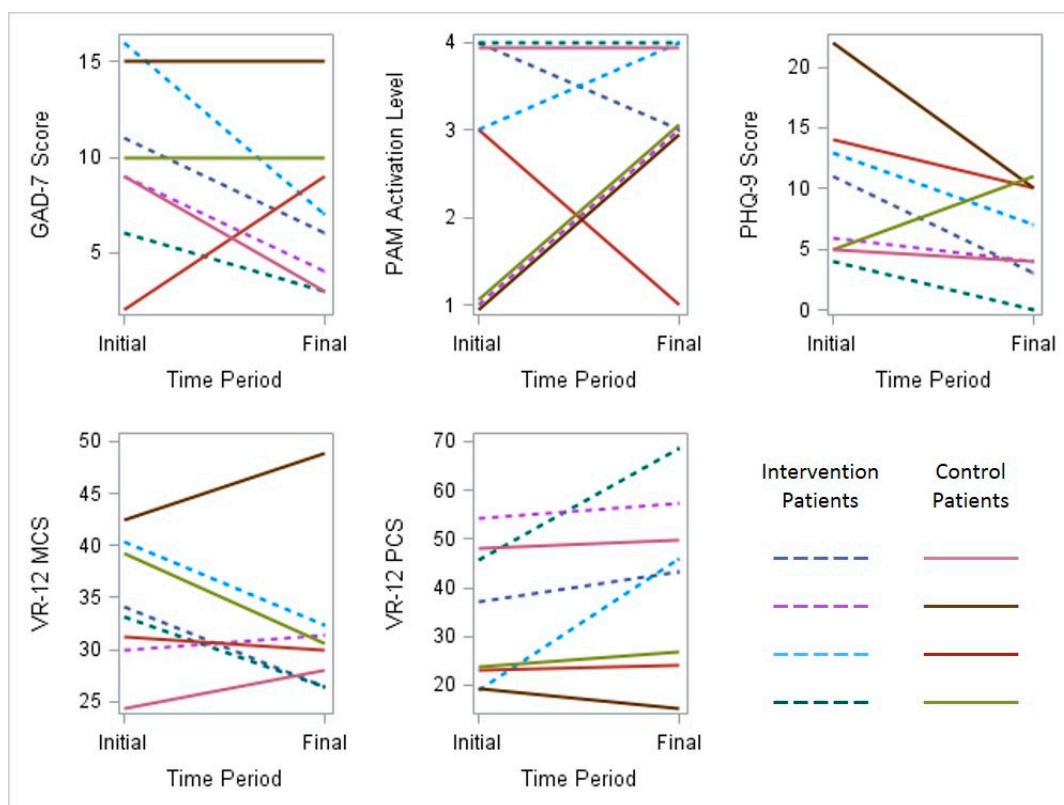 GAD-7 Score
15
10
5
Initial
Final
Time Period
PAM Activation Level
4
3
2
1
Initial
Final
Time Period
PHQ-9 Score
20
15
10
5
0
Initial
Final
Time Period
VR-12 MCS
50
45
40
35
30
25
Initial
Final
Time Period
VR-12 PCS
70
60
50
40
30
20
Initial
Final
Time Period
Intervention
Patients
Control
Patients